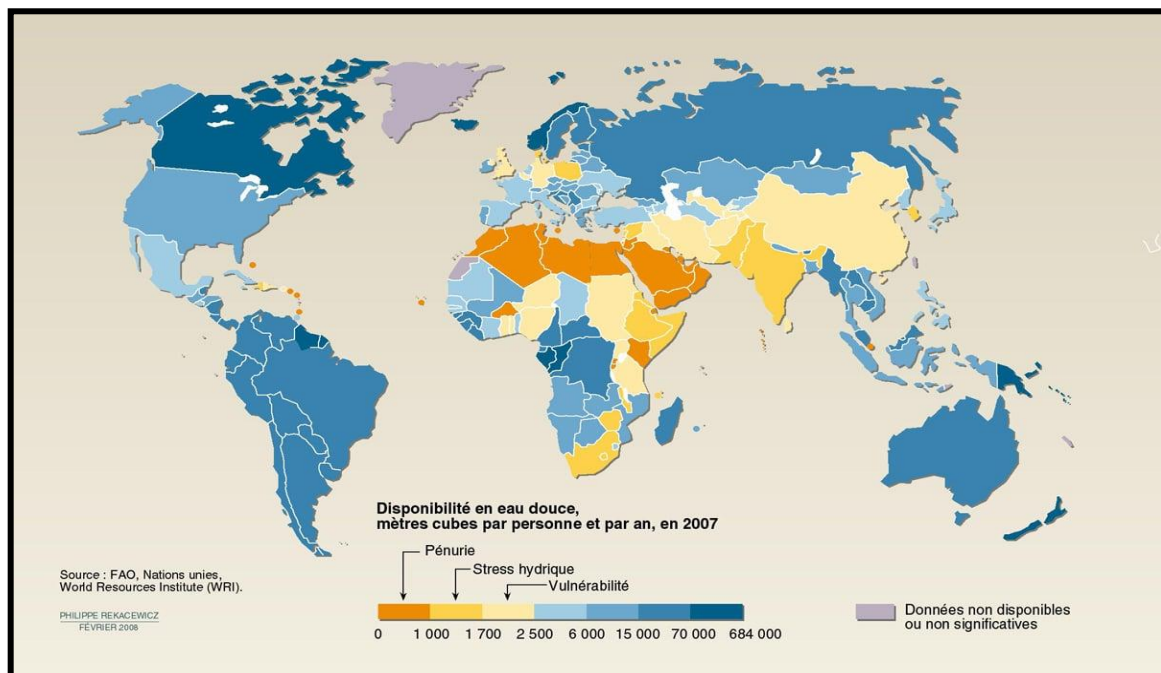 Disponibilité en eau douce,
mètres cubes par personne et par an, en 2007
Pénurie
Stress hydrique
Vulnérabilité
0 1 000 1 700 2 500 6 000 15 000 70 000 684 000
Données non disponibles
ou non significatives
Source : FAO, Nations unies,
World Resources Institute (WRI).
PHILIPPE REKACEWICZ
FÉVRIER 2008